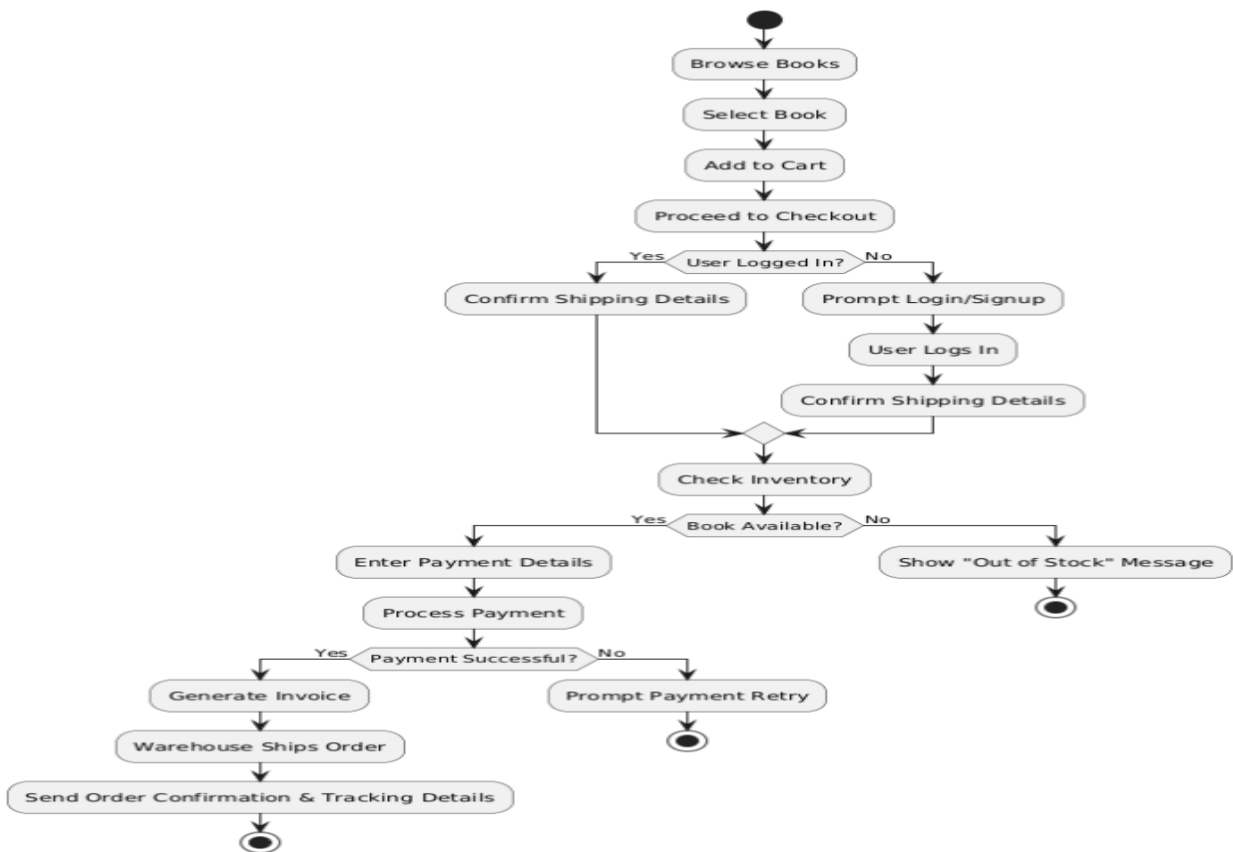 Browse Books
Select Book
Add to Cart
Proceed to Checkout
Yes
User Logged In?
No
Confirm Shipping Details
Prompt Login/Signup
User Logs In
Confirm Shipping Details
Check Inventory
Yes
Book Available?
No
Enter Payment Details
Show "Out of Stock" Message
Process Payment
Yes
Payment Successful?
No
Generate Invoice
Prompt Payment Retry
Warehouse Ships Order
Send Order Confirmation & Tracking Details